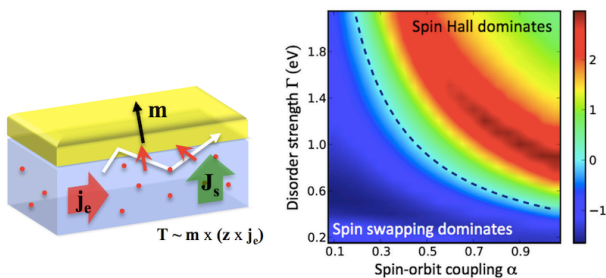 m
j_e
J_s
T ~ m x (z x j_e)
Disorder strength Γ (eV)
2.0
1.8
1.4
1.0
0.6
0.2
Spin Hall dominates
Spin swapping dominates
0.1 0.3 0.5 0.7 0.9
Spin-orbit coupling α
2
1
0
−1